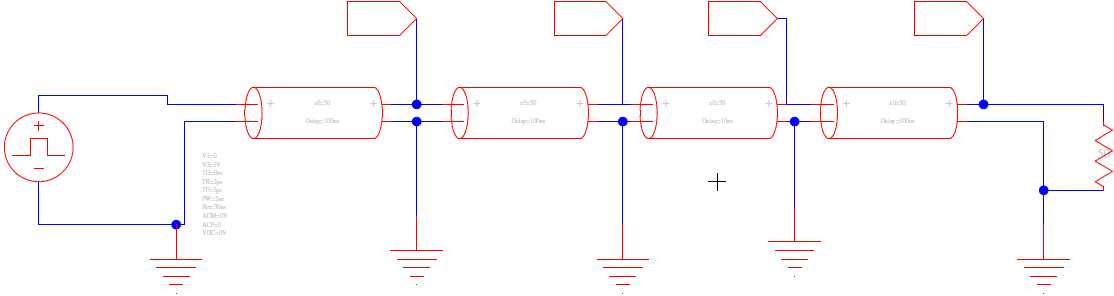 z0=50
z0=50
z0=50
z0=50
Delay=100ns
Delay=100ns
Delay=10ns
Delay=100ns
50
V1=0
V2=1V
TD=0ns
TR=2ps
TF=2ps
PW=2ns
Per=30ns
ACM=0V
ACP=0
VDC=0V